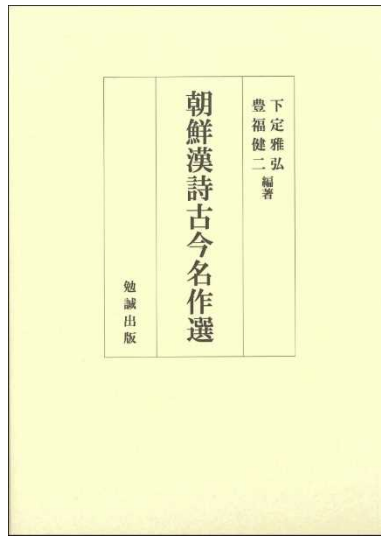 下定雅弘
豊福健二編著
朝鮮漢詩古今名作選
勉誠出版